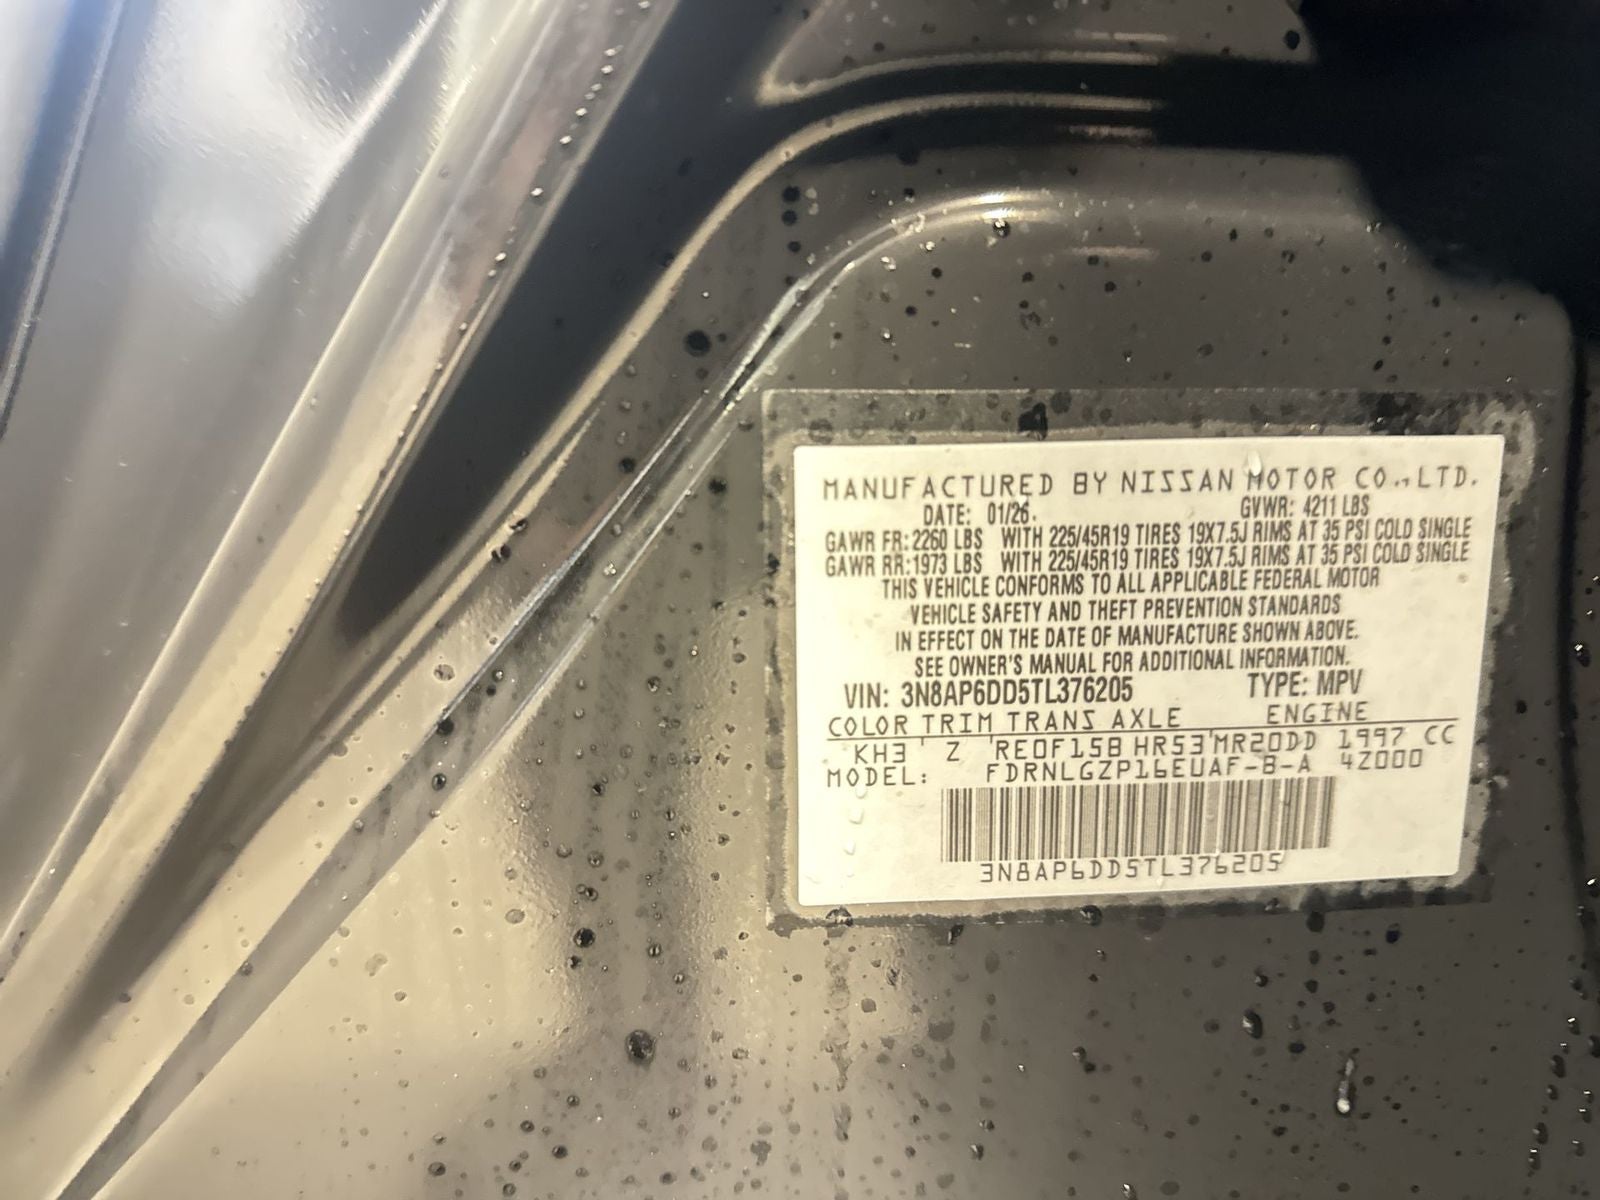 MANUFACTURED BY NISSAN MOTOR CO.,LTD.
DATE: 01/26. GVWR: 4211 LBS
GAWR FR: 2260 LBS WITH 225/45R19 TIRES 19X7.5J RIMS AT 35 PSI COLD SINGLE
GAWR RR: 1973 LBS WITH 225/45R19 TIRES 19X7.5J RIMS AT 35 PSI COLD SINGLE
THIS VEHICLE CONFORMS TO ALL APPLICABLE FEDERAL MOTOR
VEHICLE SAFETY AND THEFT PREVENTION STANDARDS
IN EFFECT ON THE DATE OF MANUFACTURE SHOWN ABOVE.
SEE OWNER'S MANUAL FOR ADDITIONAL INFORMATION.
VIN: 3N8AP6DD5TL376205 TYPE: MPV
COLOR TRIM TRANS AXLE ENGINE
KH3 Z RE0F15B HR53 MR20DD 1997 CC
MODEL: FDRNLGZP16EUAF-B-A 4Z000
3N8AP6DD5TL376205